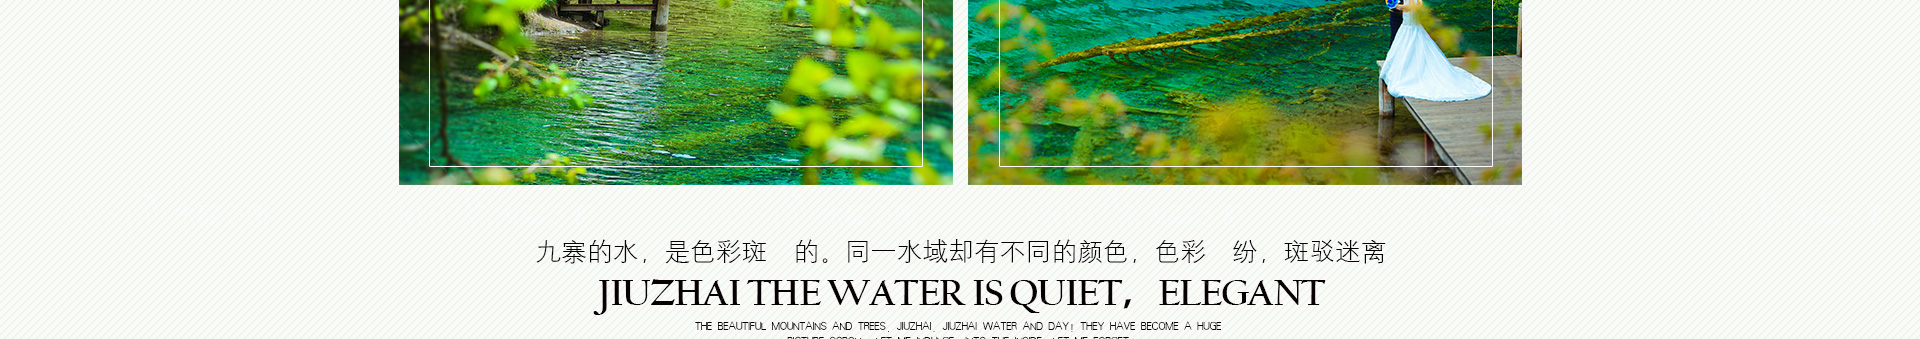 九寨的水，是色彩斑 的。同一水域却有不同的颜色，色彩 纷，斑驳迷离
JIUZHAI THE WATER IS QUIET， ELEGANT
THE BEAUTIFUL MOUNTAINS AND TREES, JIUZHAI, JIUZHAI WATER AND DAY! THEY HAVE BECOME A HUGE